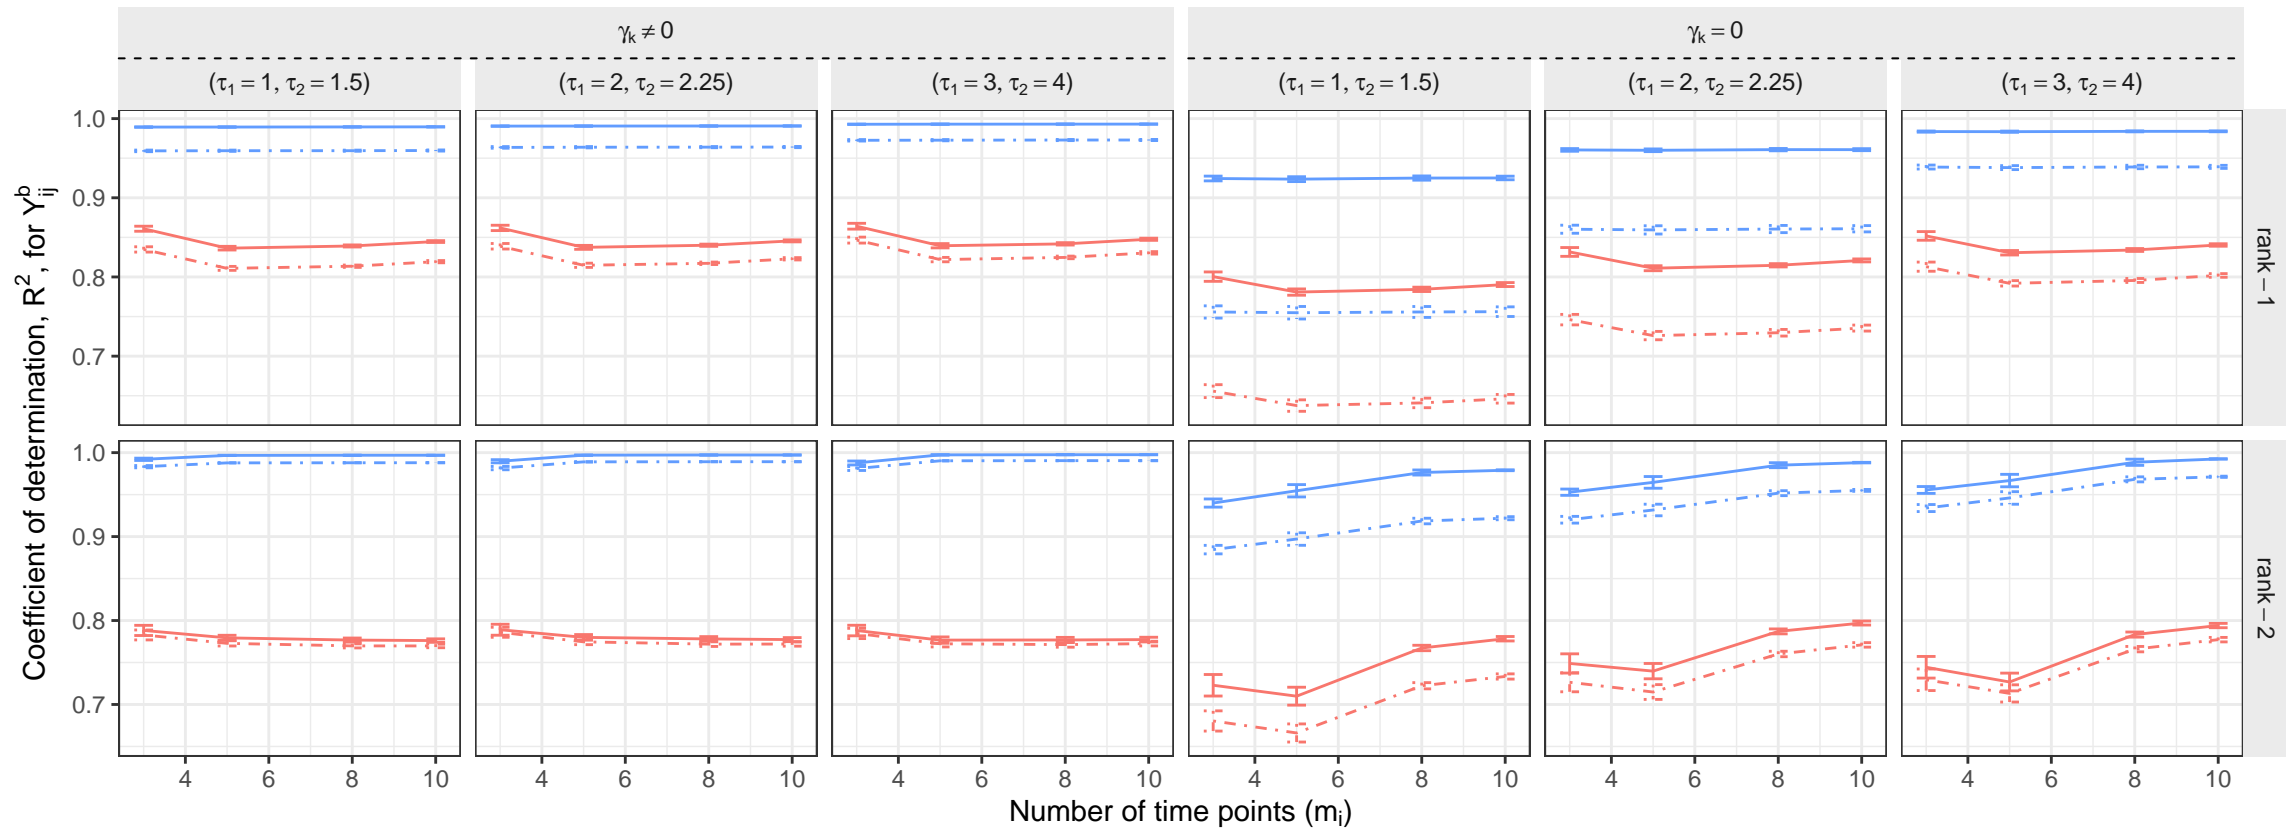 γk ≠ 0
γk = 0
(τ1 = 1, τ2 = 1.5)
(τ1 = 2, τ2 = 2.25)
(τ1 = 3, τ2 = 4)
(τ1 = 1, τ2 = 1.5)
(τ1 = 2, τ2 = 2.25)
(τ1 = 3, τ2 = 4)
Coefficient of determination, R², for Y_ij^b
1.0
0.9
0.8
0.7
rank − 1
1.0
0.9
0.8
0.7
rank − 2
4 6 8 10
4 6 8 10
4 6 8 10
4 6 8 10
4 6 8 10
4 6 8 10
Number of time points (mi)